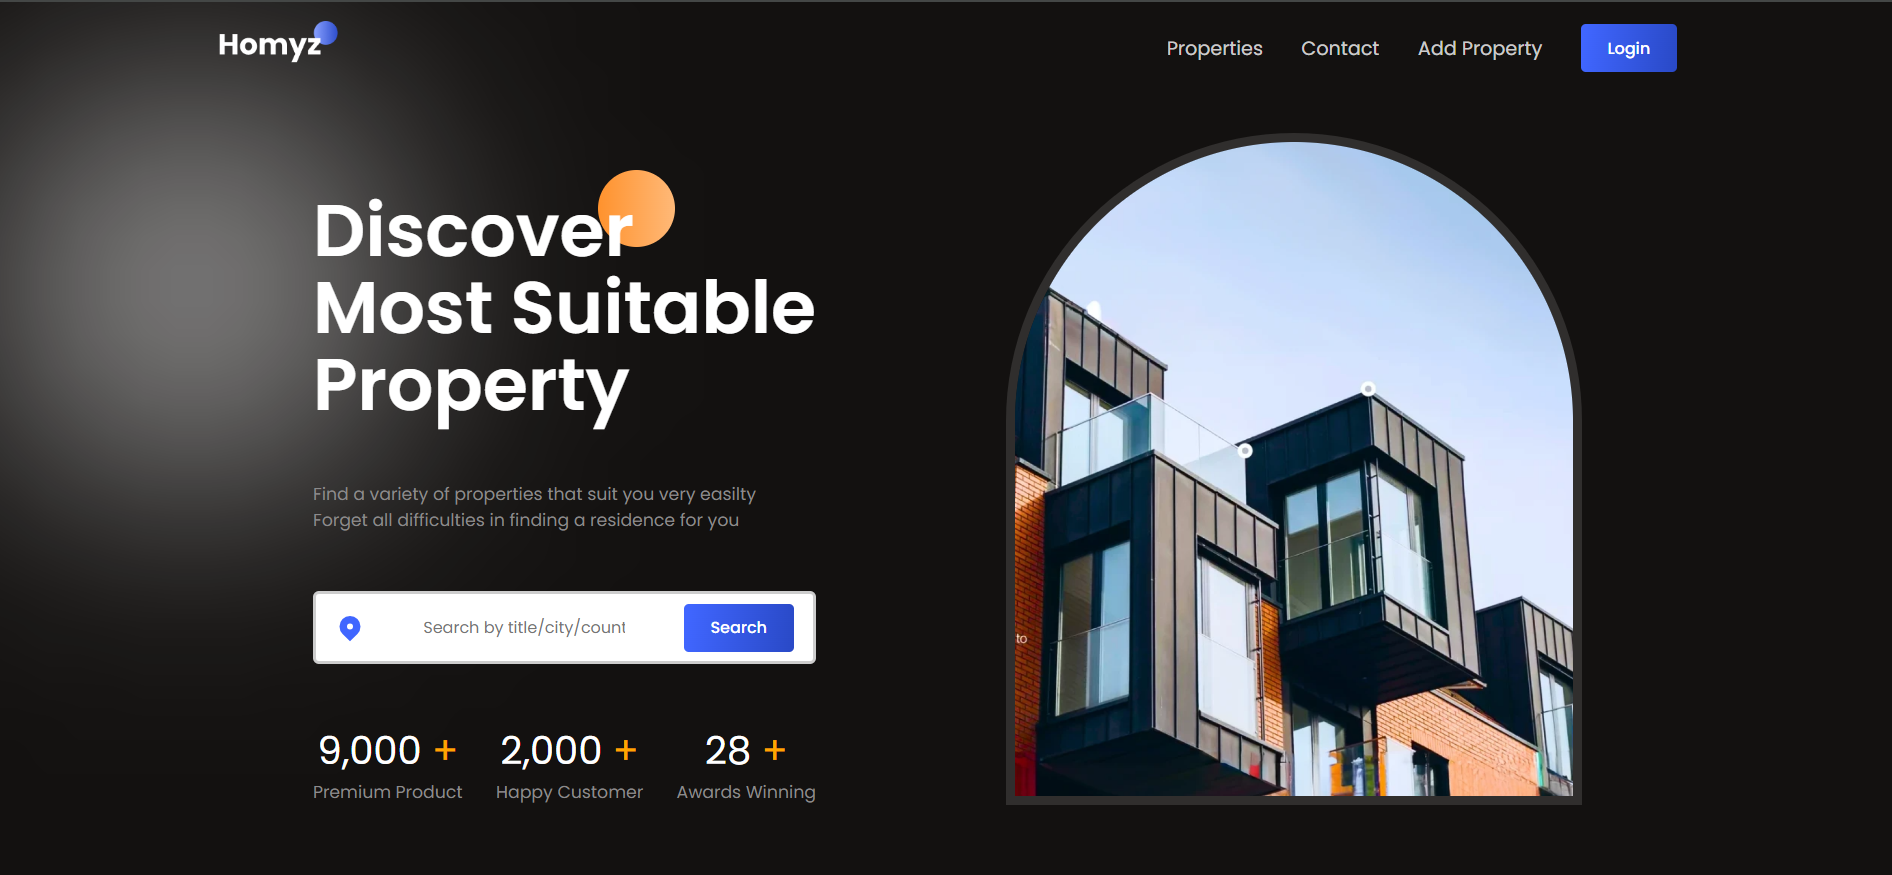 Homyz
Properties
Contact
Add Property
Login
Discover
Most Suitable
Property
Find a variety of properties that suit you very easilty
Forget all difficulties in finding a residence for you
Search by title/city/count
Search
9,000 +
2,000 +
28 +
Premium Product
Happy Customer
Awards Winning
to